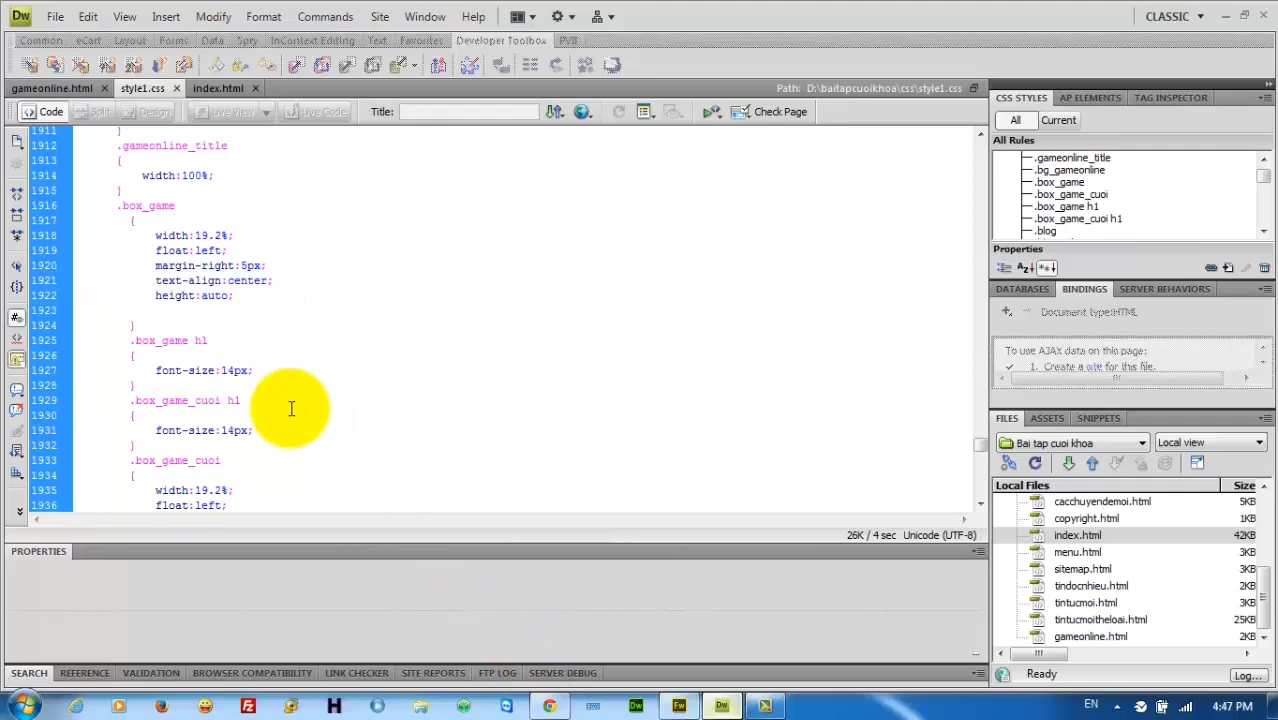 Dw File Edit View Insert Modify Format Commands Site Window Help CLASSIC
Common eCart Layout Forms Data Spry InContext Editing Text Favorites Developer Toolbox PVII
gameonline.html style1.css index.html Path: D:\baitapcuoikhoa\css\style1.css
Code Split Design Live View Live Code Title: Check Page
1911 }
1912 .gameonline_title
1913 {
1914 width:100%;
1915 }
1916 .box_game
1917 {
1918 width:19.2%;
1919 float:left;
1920 margin-right:5px;
1921 text-align:center;
1922 height:auto;
1923
1924 }
1925 .box_game h1
1926 {
1927 font-size:14px;
1928 }
1929 .box_game_cuoi h1
1930 {
1931 font-size:14px;
1932 }
1933 .box_game_cuoi
1934 {
1935 width:19.2%;
1936 float:left;
26K / 4 sec Unicode (UTF-8)
PROPERTIES
SEARCH REFERENCE VALIDATION BROWSER COMPATIBILITY LINK CHECKER SITE REPORTS FTP LOG SERVER DEBUG
CSS STYLES AP ELEMENTS TAG INSPECTOR
All Current
All Rules
.gameonline_title
.bg_gameonline
.box_game
.box_game_cuoi
.box_game h1
.box_game_cuoi h1
.blog
Properties
DATABASES BINDINGS SERVER BEHAVIORS
Document type:HTML
To use AJAX data on this page:
1. Create a site for this file.
FILES ASSETS SNIPPETS
Bai tap cuoi khoa Local view
Local Files Size
cacchuyendemoi.html 5KB
copyright.html 1KB
index.html 42KB
menu.html 3KB
sitemap.html 3KB
tindocnhieu.html 2KB
tintucmoi.html 3KB
tintucmoitheloai.html 25KB
gameonline.html 2KB
Ready Log...
EN 4:47 PM